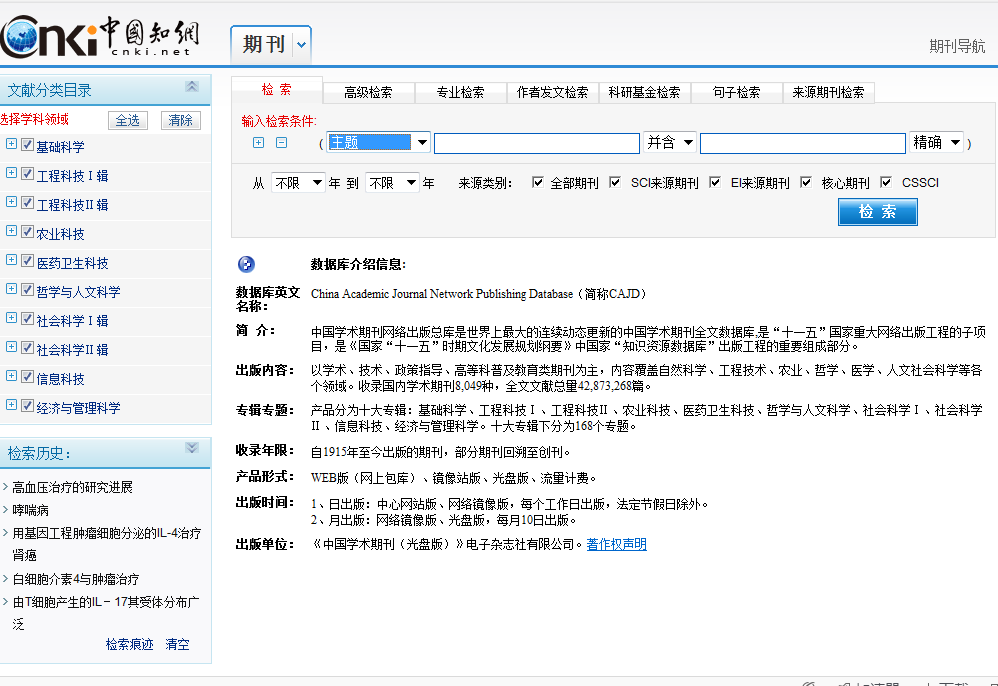 cnki中國知網
cnki.net
期刊
期刊导航
文献分类目录
选择学科领域 全选 清除
基础科学
工程科技Ⅰ辑
工程科技Ⅱ辑
农业科技
医药卫生科技
哲学与人文科学
社会科学Ⅰ辑
社会科学Ⅱ辑
信息科技
经济与管理科学
检索历史：
高血压治疗的研究进展
哮喘病
用基因工程肿瘤细胞分泌的IL-4治疗
肾癌
白细胞介素4与肿瘤治疗
由T细胞产生的IL－17其受体分布广
泛
检索痕迹 清空
检 索 高级检索 专业检索 作者发文检索 科研基金检索 句子检索 来源期刊检索
输入检索条件:
( 主题 并含 精确 )
从 不限 年 到 不限 年 来源类别： 全部期刊 SCI来源期刊 EI来源期刊 核心期刊 CSSCI
检 索
数据库介绍信息:
数据库英文 China Academic Journal Network Publishing Database（简称CAJD）
名称：
简 介： 中国学术期刊网络出版总库是世界上最大的连续动态更新的中国学术期刊全文数据库,是“十一五”国家重大网络出版工程的子项
目，是《国家“十一五”时期文化发展规划纲要》中国家“知识资源数据库”出版工程的重要组成部分。
出版内容： 以学术、技术、政策指导、高等科普及教育类期刊为主，内容覆盖自然科学、工程技术、农业、哲学、医学、人文社会科学等各
个领域。收录国内学术期刊8,049种，全文文献总量42,873,268篇。
专辑专题： 产品分为十大专辑：基础科学、工程科技Ⅰ、工程科技Ⅱ、农业科技、医药卫生科技、哲学与人文科学、社会科学Ⅰ、社会科学
Ⅱ、信息科技、经济与管理科学。十大专辑下分为168个专题。
收录年限： 自1915年至今出版的期刊，部分期刊回溯至创刊。
产品形式： WEB版（网上包库）、镜像站版、光盘版、流量计费。
出版时间： 1、日出版：中心网站版、网络镜像版，每个工作日出版，法定节假日除外。
2、月出版：网络镜像版、光盘版，每月10日出版。
出版单位： 《中国学术期刊（光盘版）》电子杂志社有限公司。著作权声明